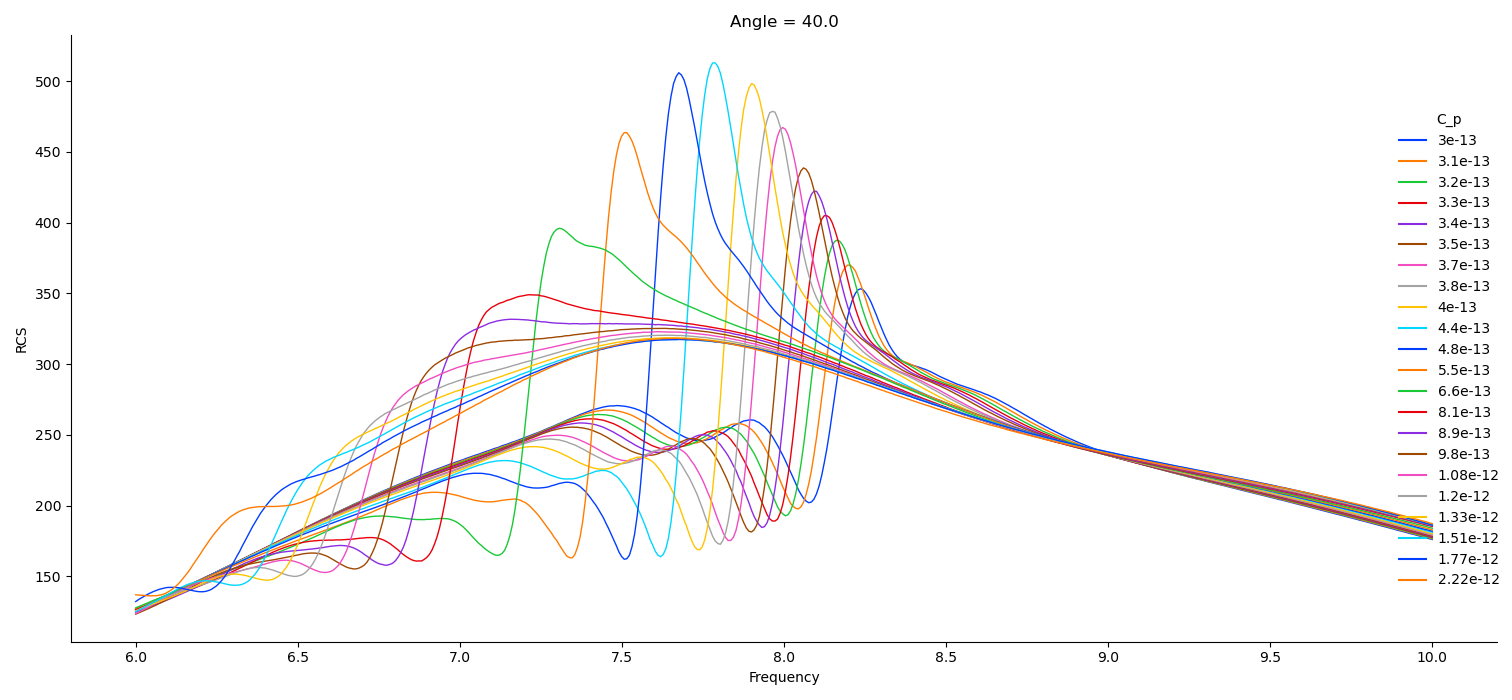 Angle = 40.0
RCS
500
450
400
350
300
250
200
150
6.0 6.5 7.0 7.5 8.0 8.5 9.0 9.5 10.0
Frequency
C_p
3e-13
3.1e-13
3.2e-13
3.3e-13
3.4e-13
3.5e-13
3.7e-13
3.8e-13
4e-13
4.4e-13
4.8e-13
5.5e-13
6.6e-13
8.1e-13
8.9e-13
9.8e-13
1.08e-12
1.2e-12
1.33e-12
1.51e-12
1.77e-12
2.22e-12